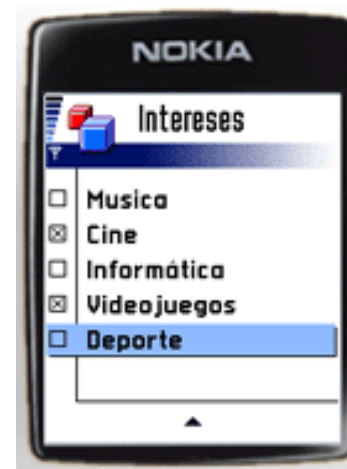 NOKIA
Intereses
Musica
Cine
Informática
Videojuegos
Deporte